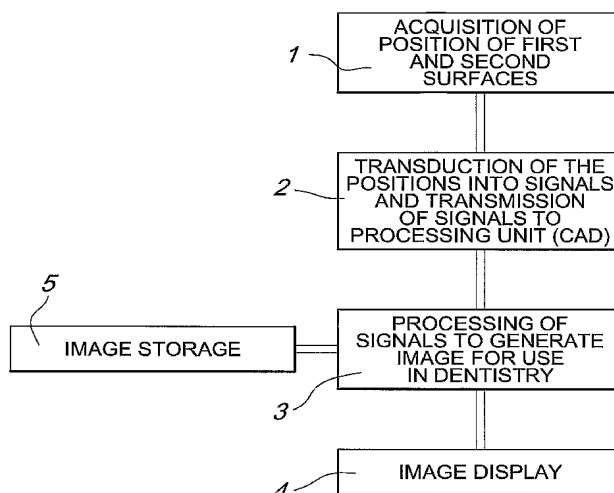 1
ACQUISITION OF
POSITION OF FIRST
AND SECOND
SURFACES
2
TRANSDUCTION OF THE
POSITIONS INTO SIGNALS
AND TRANSMISSION
OF SIGNALS TO
PROCESSING UNIT (CAD)
5
IMAGE STORAGE
PROCESSING OF
SIGNALS TO GENERATE
IMAGE FOR USE
IN DENTISTRY
3
IMAGE DISPLAY
4